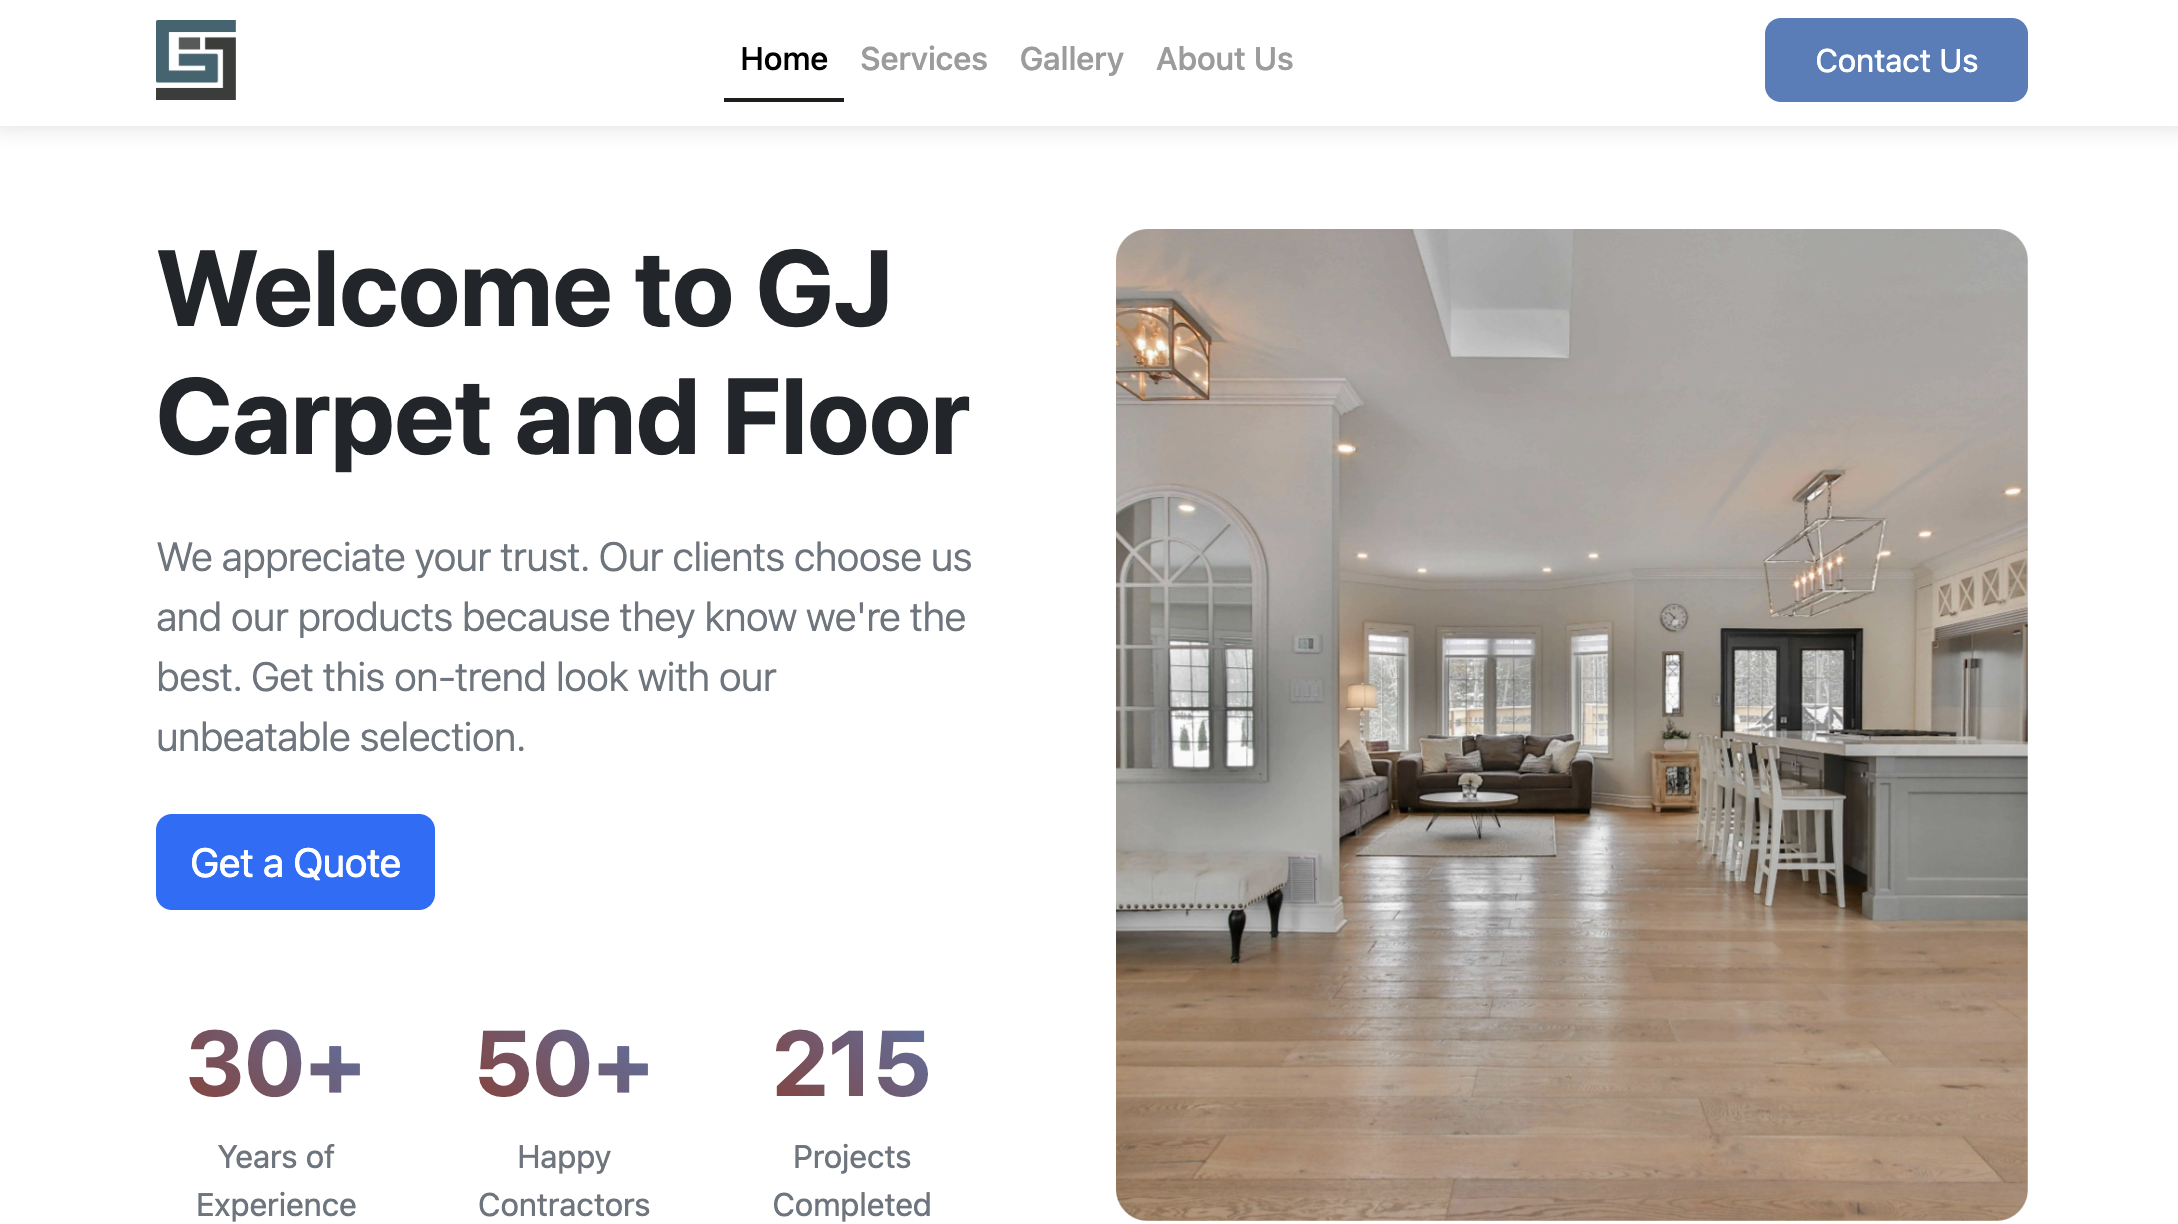 GJ
Home Services Gallery About Us
Contact Us
Welcome to GJ
Carpet and Floor
We appreciate your trust. Our clients choose us
and our products because they know we're the
best. Get this on-trend look with our
unbeatable selection.
Get a Quote
30+ 50+ 215
Years of Happy Projects
Experience Contractors Completed